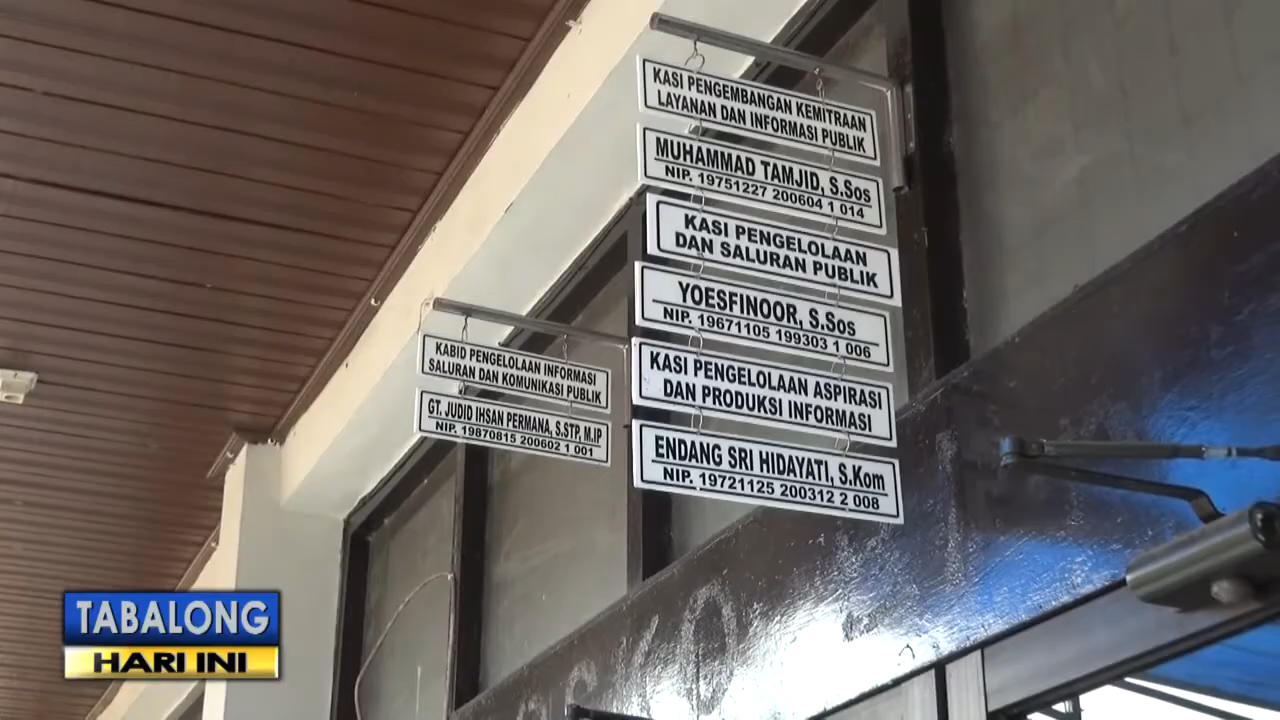 KASI PENGEMBANGAN KEMITRAAN
LAYANAN DAN INFORMASI PUBLIK
MUHAMMAD TAMJID, S.Sos
NIP. 19751227 200604 1 014
KASI PENGELOLAAN
DAN SALURAN PUBLIK
YOESFINOOR, S.Sos
NIP. 19671105 199303 1 006
KASI PENGELOLAAN ASPIRASI
DAN PRODUKSI INFORMASI
ENDANG SRI HIDAYATI, S.Kom
NIP. 19721125 200312 2 008
KABID PENGELOLAAN INFORMASI
SALURAN DAN KOMUNIKASI PUBLIK
GT. JUDID IHSAN PERMANA, S.STP, M.IP
NIP. 19870815 200602 1 001
TABALONG
HARI INI